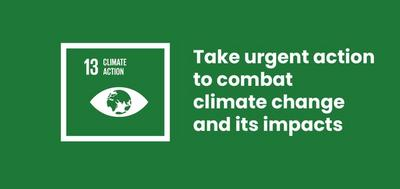 13 CLIMATE
ACTION
Take urgent action
to combat
climate change
and its impacts